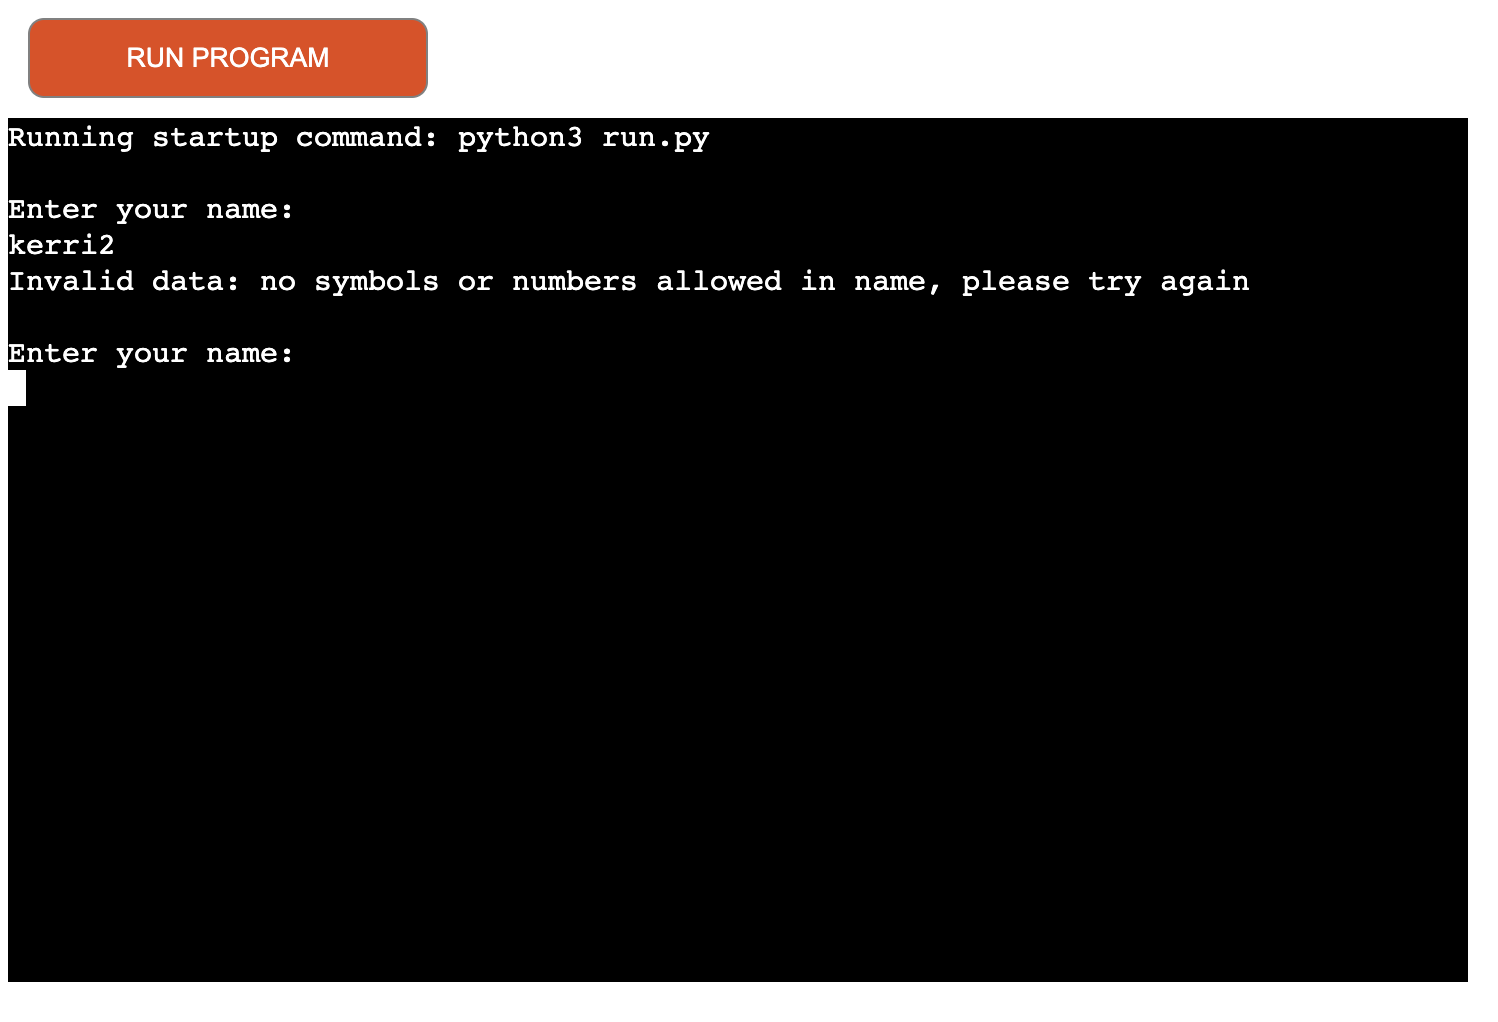 RUN PROGRAM
Running startup command: python3 run.py
Enter your name:
kerri2
Invalid data: no symbols or numbers allowed in name, please try again
Enter your name: